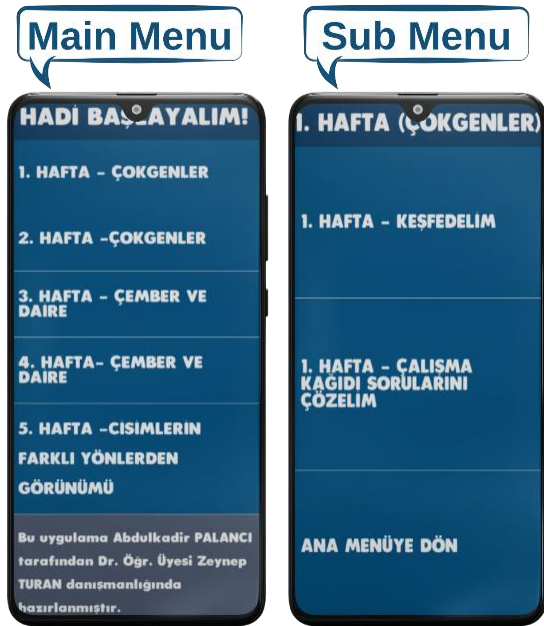 Main Menu
HADİ BAŞLAYALIM!
1. HAFTA - ÇOKGENLER
2. HAFTA -ÇOKGENLER
3. HAFTA - ÇEMBER VE
DAİRE
4. HAFTA- ÇEMBER VE
DAİRE
5. HAFTA -CISIMLERİN
FARKLI YÖNLERDEN
GÖRÜNÜMÜ
Bu uygulama Abdulkadir PALANCI
tarafından Dr. Öğr. Üyesi Zeynep
TURAN danışmanlığında
hazırlanmıştır.
Sub Menu
1. HAFTA (ÇOKGENLER)
1. HAFTA - KEŞFEDELIM
1. HAFTA - ÇALIŞMA
KAĞIDI SORULARINI
ÇÖZELIM
ANA MENÜYE DÖN